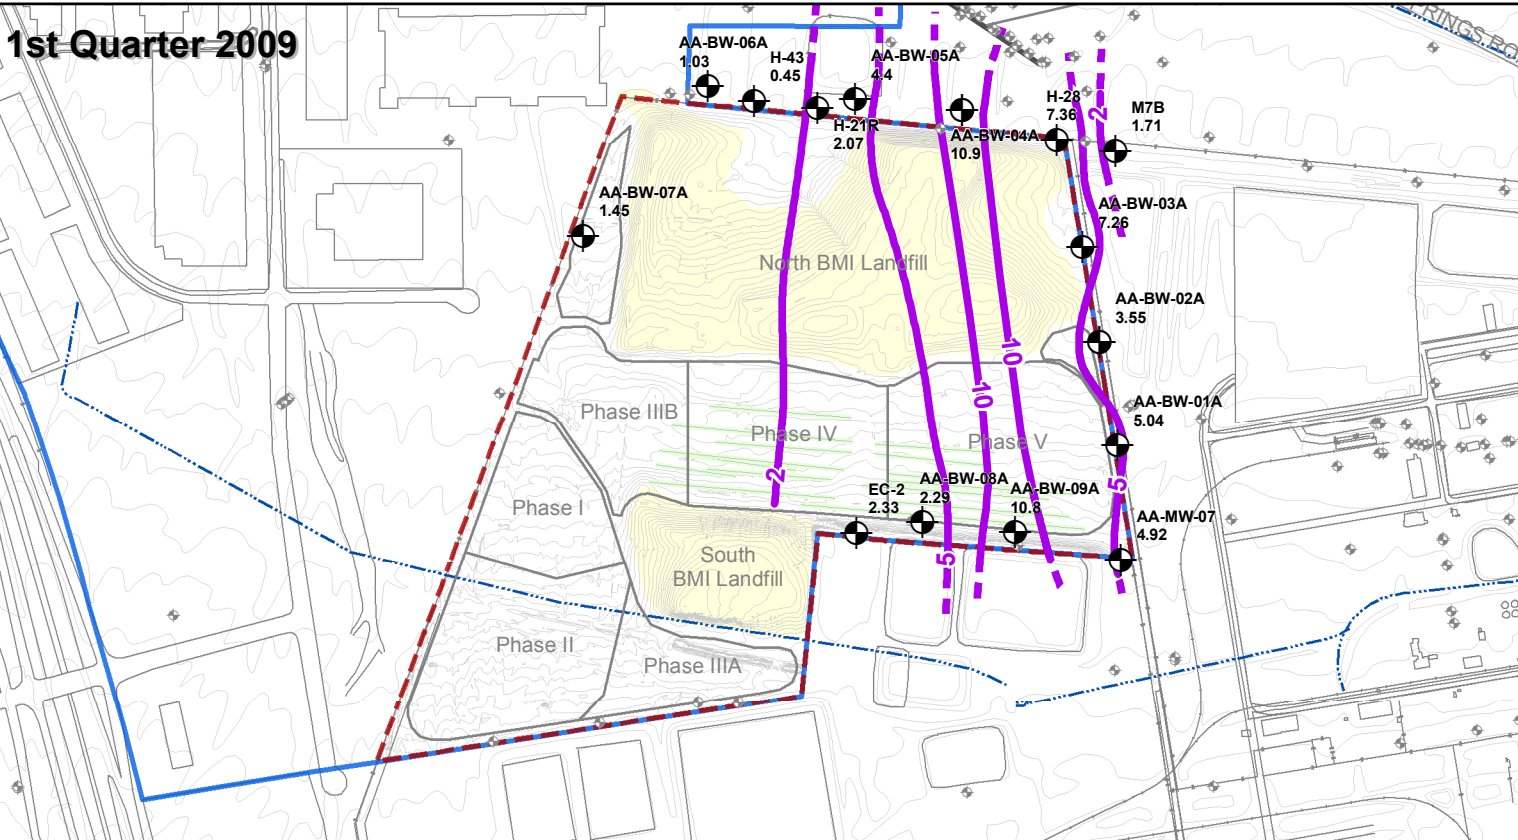 1st Quarter 2009
AA-BW-06A
1.03
H-43
0.45
AA-BW-05A
4.4
H-21R
2.07
AA-BW-04A
10.9
H-28
7.36
2
M7B
1.71
AA-BW-07A
1.45
AA-BW-03A
7.26
North BMI Landfill
AA-BW-02A
3.55
10
10
AA-BW-01A
5.04
Phase IIIB
Phase IV
Phase V
2
5
EC-2
2.33
AA-BW-08A
2.29
AA-BW-09A
10.8
Phase I
AA-MW-07
4.92
South
BMI Landfill
5
Phase II
Phase IIIA